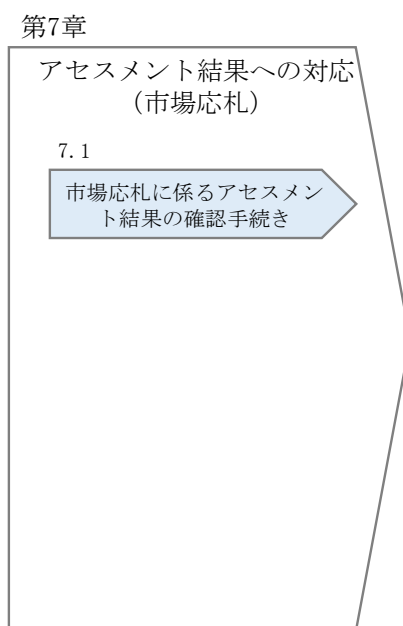 第7章
アセスメント結果への対応
（市場応札）
7.1
市場応札に係るアセスメン
ト結果の確認手続き